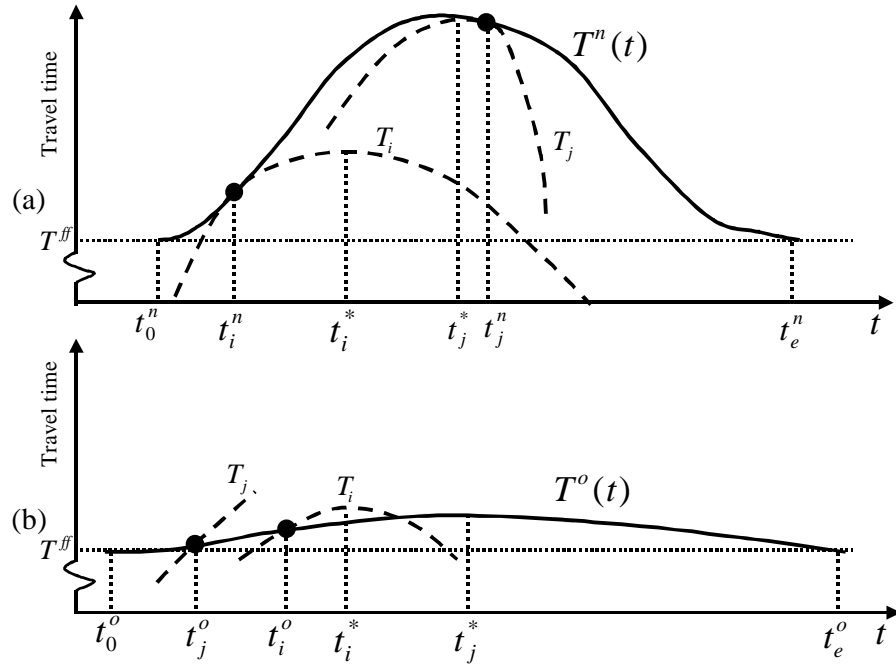 Travel time
T^n(t)
T_i
T_j
(a)
T^ff
t_0^n
t_i^n
t_i^*
t_j^*
t_j^n
t_e^n
t
Travel time
T_j
T_i
T^o(t)
(b)
T^ff
t_0^o
t_j^o
t_i^o
t_i^*
t_j^*
t_e^o
t